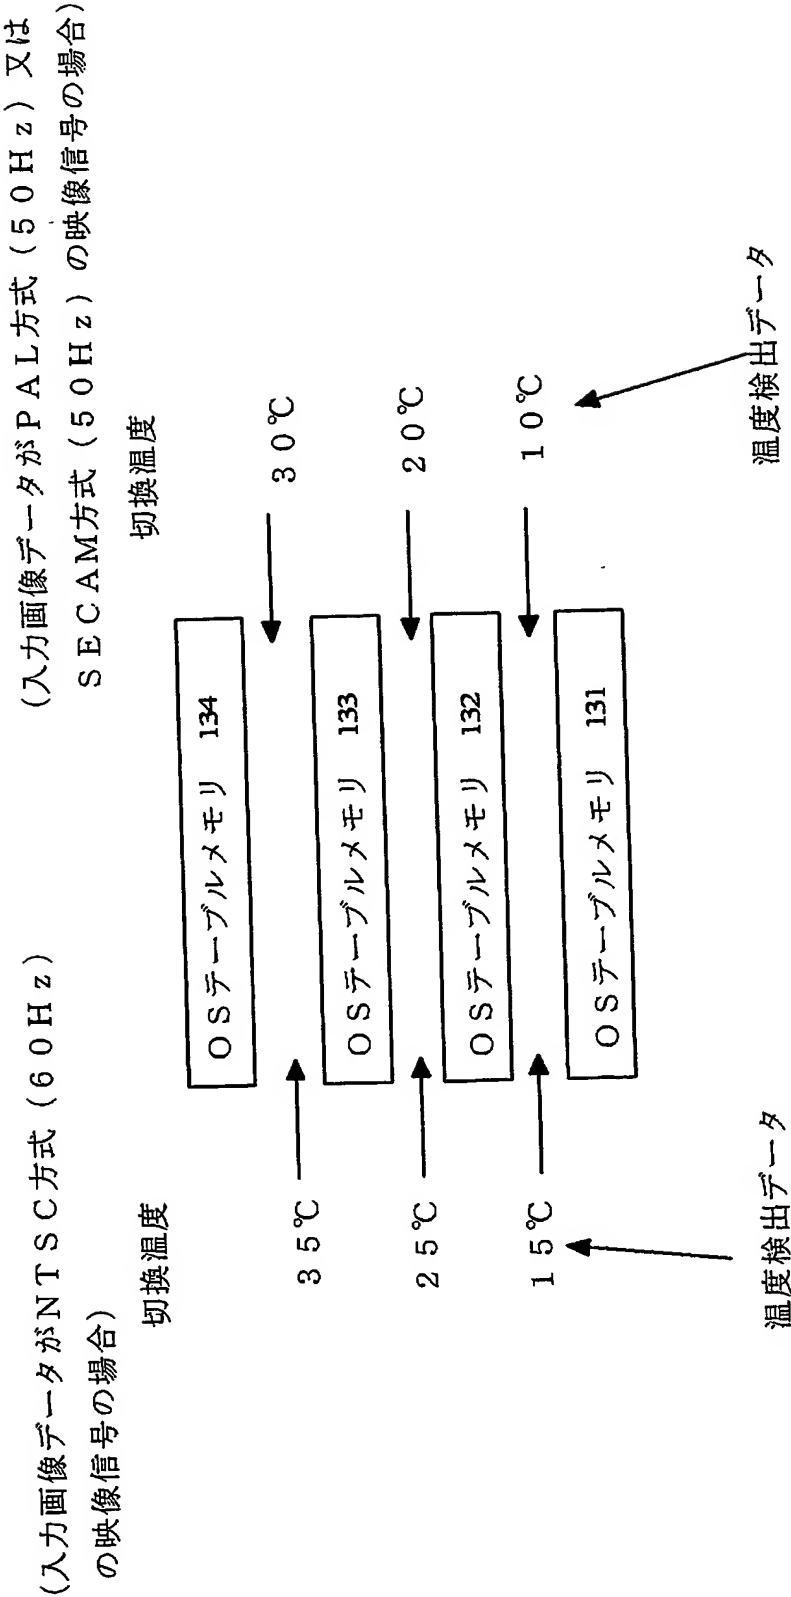 (入力画像データがNTSC方式(60Hz)
の映像信号の場合)
切換温度
35℃
25℃
15℃
温度検出データ
OSテーブルメモリ 134
OSテーブルメモリ 133
OSテーブルメモリ 132
OSテーブルメモリ 131
(入力画像データがPAL方式(50Hz)又は
SECAM方式(50Hz)の映像信号の場合)
切換温度
30℃
20℃
10℃
温度検出データ